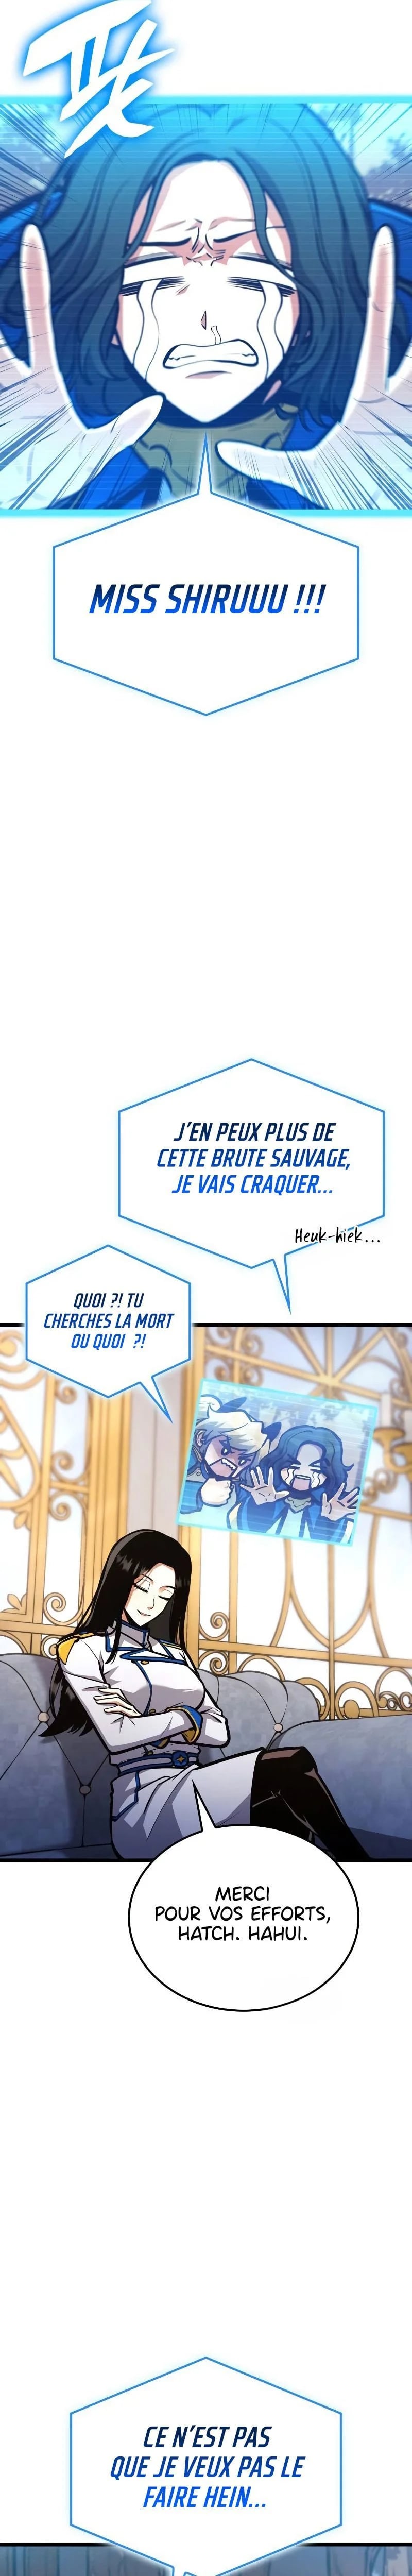 팟
MISS SHIRUUU !!!
J'EN PEUX PLUS DE
CETTE BRUTE SAUVAGE,
JE VAIS CRAQUER...
Heuk-hiek...
QUOI ?! TU
CHERCHES LA MORT
OU QUOI ?!
MERCI
POUR VOS EFFORTS,
HATCH. HAHUI.
CE N'EST PAS
QUE JE VEUX PAS LE
FAIRE HEIN...